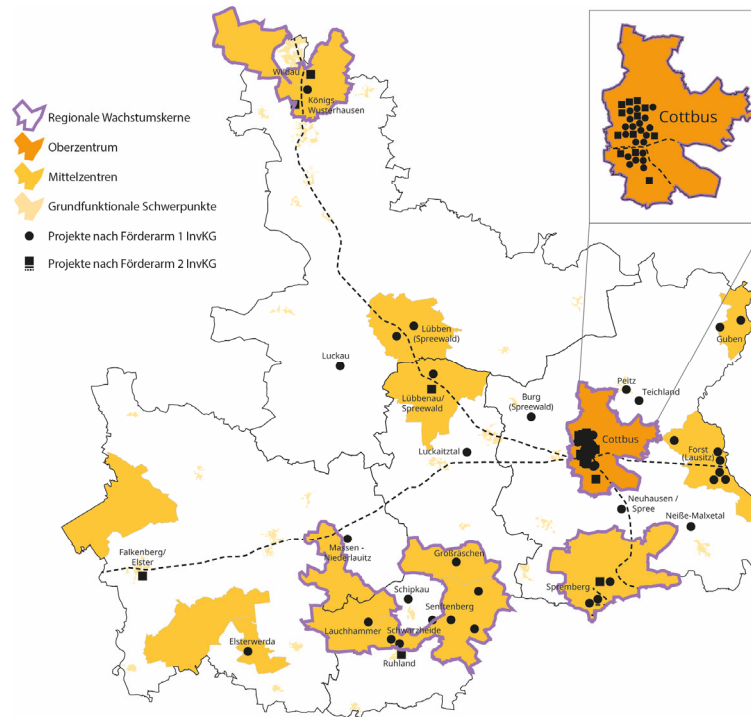 Wildau
Königs
Wusterhausen
Cottbus
Regionale Wachstumskerne
Oberzentrum
Mittelzentren
Grundfunktionale Schwerpunkte
Projekte nach Förderarm 1 InvKG
Projekte nach Förderarm 2 InvKG
Lübben
(Spreewald)
Guben
Luckau
Peitz
Teichland
Lübbenau/
Spreewald
Burg
(Spreewald)
Cottbus
Forst
(Lausitz)
Luckaitztal
Neuhausen /
Spree
Neiße-Malxetal
Falkenberg/
Elster
Massen -
Niederlauitz
Großräschen
Schipkau
Spremberg
Senftenberg
Lauchhammer
Schwarzheide
Elsterwerda
Ruhland